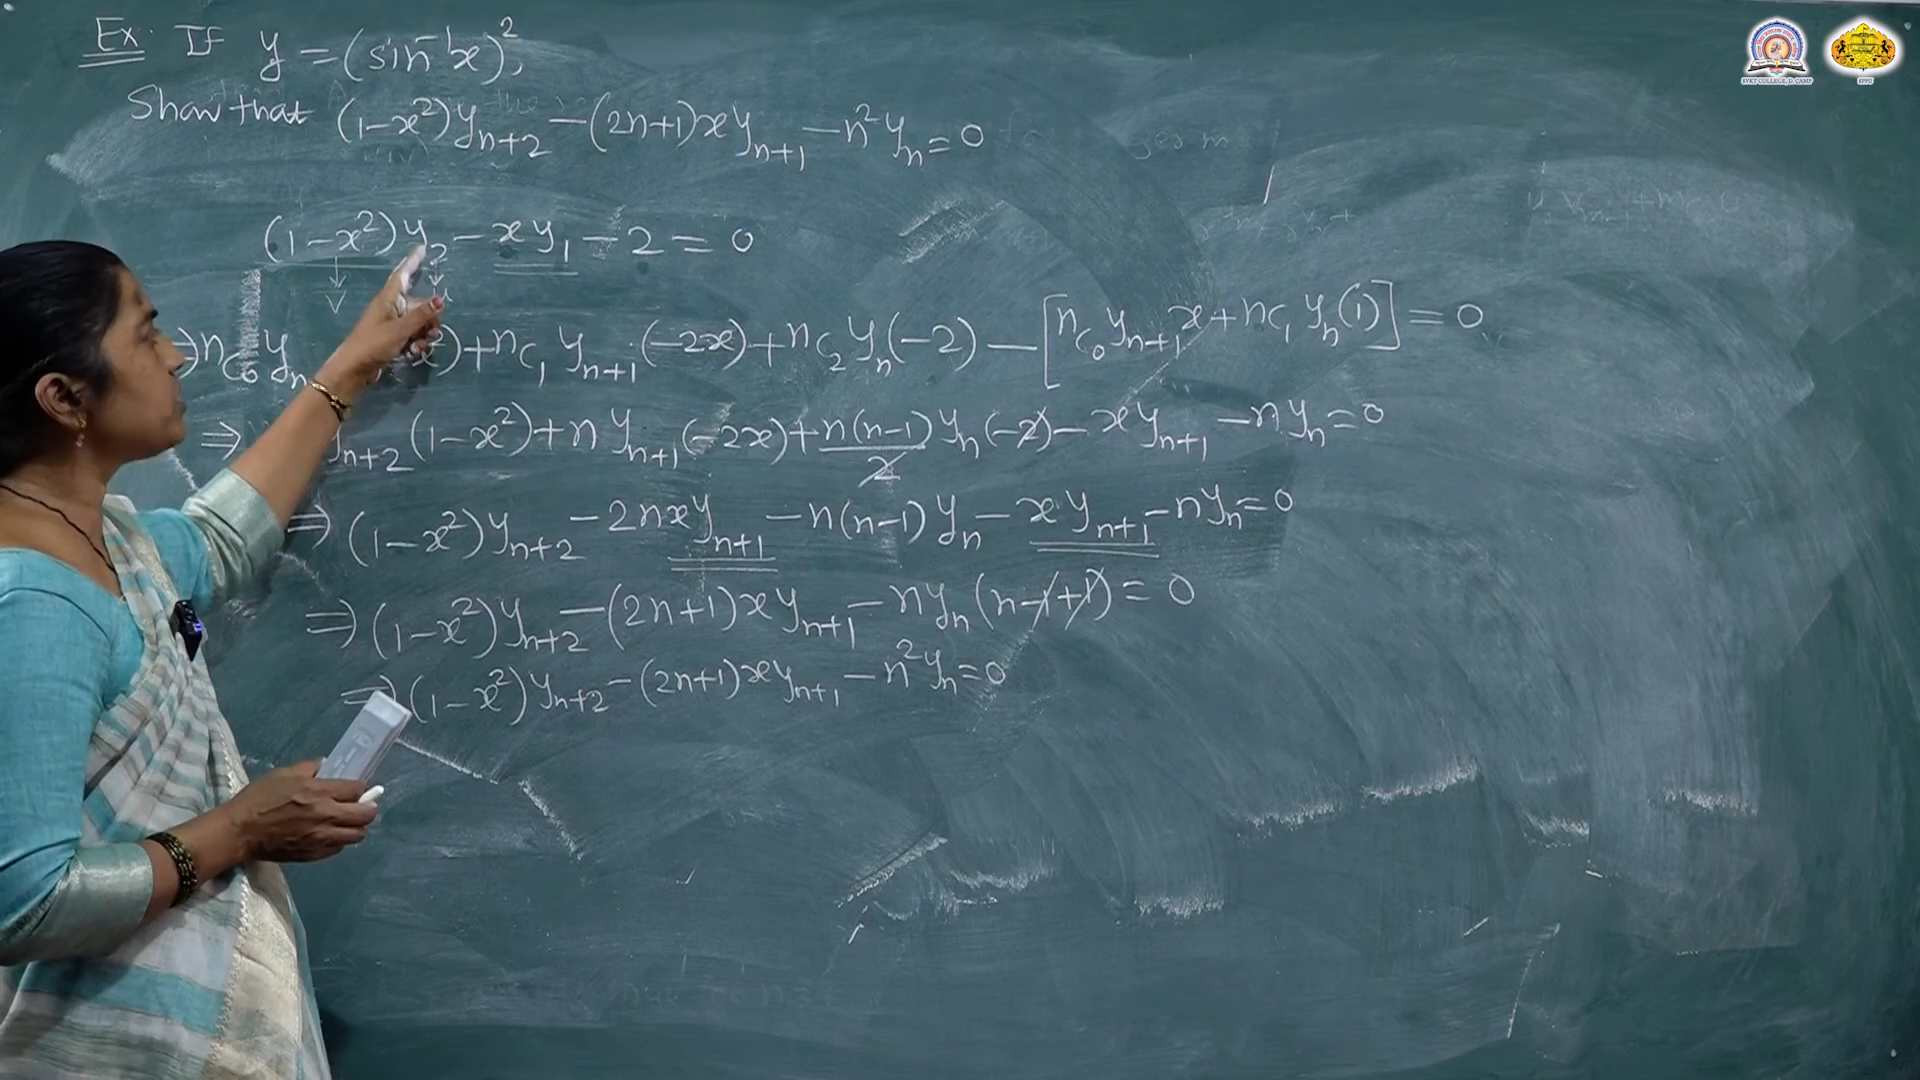 Ex. If y = (sin⁻¹x)²,
Show that (1-x²)yₙ₊₂ - (2n+1)xyₙ₊₁ - n²yₙ = 0
(1-x²)y₂ - xy₁ - 2 = 0
↓ ↓
V u
⇒ nC₀ yₙ ²) + nC₁ yₙ₊₁ (-2x) + nC₂ yₙ(-2) - [nC₀ yₙ₊₁ x + nC₁ yₙ(1)] = 0
⇒ yₙ₊₂ (1-x²) + n yₙ₊₁ (-2x) + n(n-1)/2 yₙ (-2) - xyₙ₊₁ - nyₙ = 0
⇒ (1-x²)yₙ₊₂ - 2nxyₙ₊₁ - n(n-1)yₙ - xyₙ₊₁ - nyₙ = 0
⇒ (1-x²)yₙ₊₂ - (2n+1)xyₙ₊₁ - nyₙ(n-1+1) = 0
⇒ (1-x²)yₙ₊₂ - (2n+1)xyₙ₊₁ - n²yₙ = 0
SVKT COLLEGE, D. CAMP
SPPU